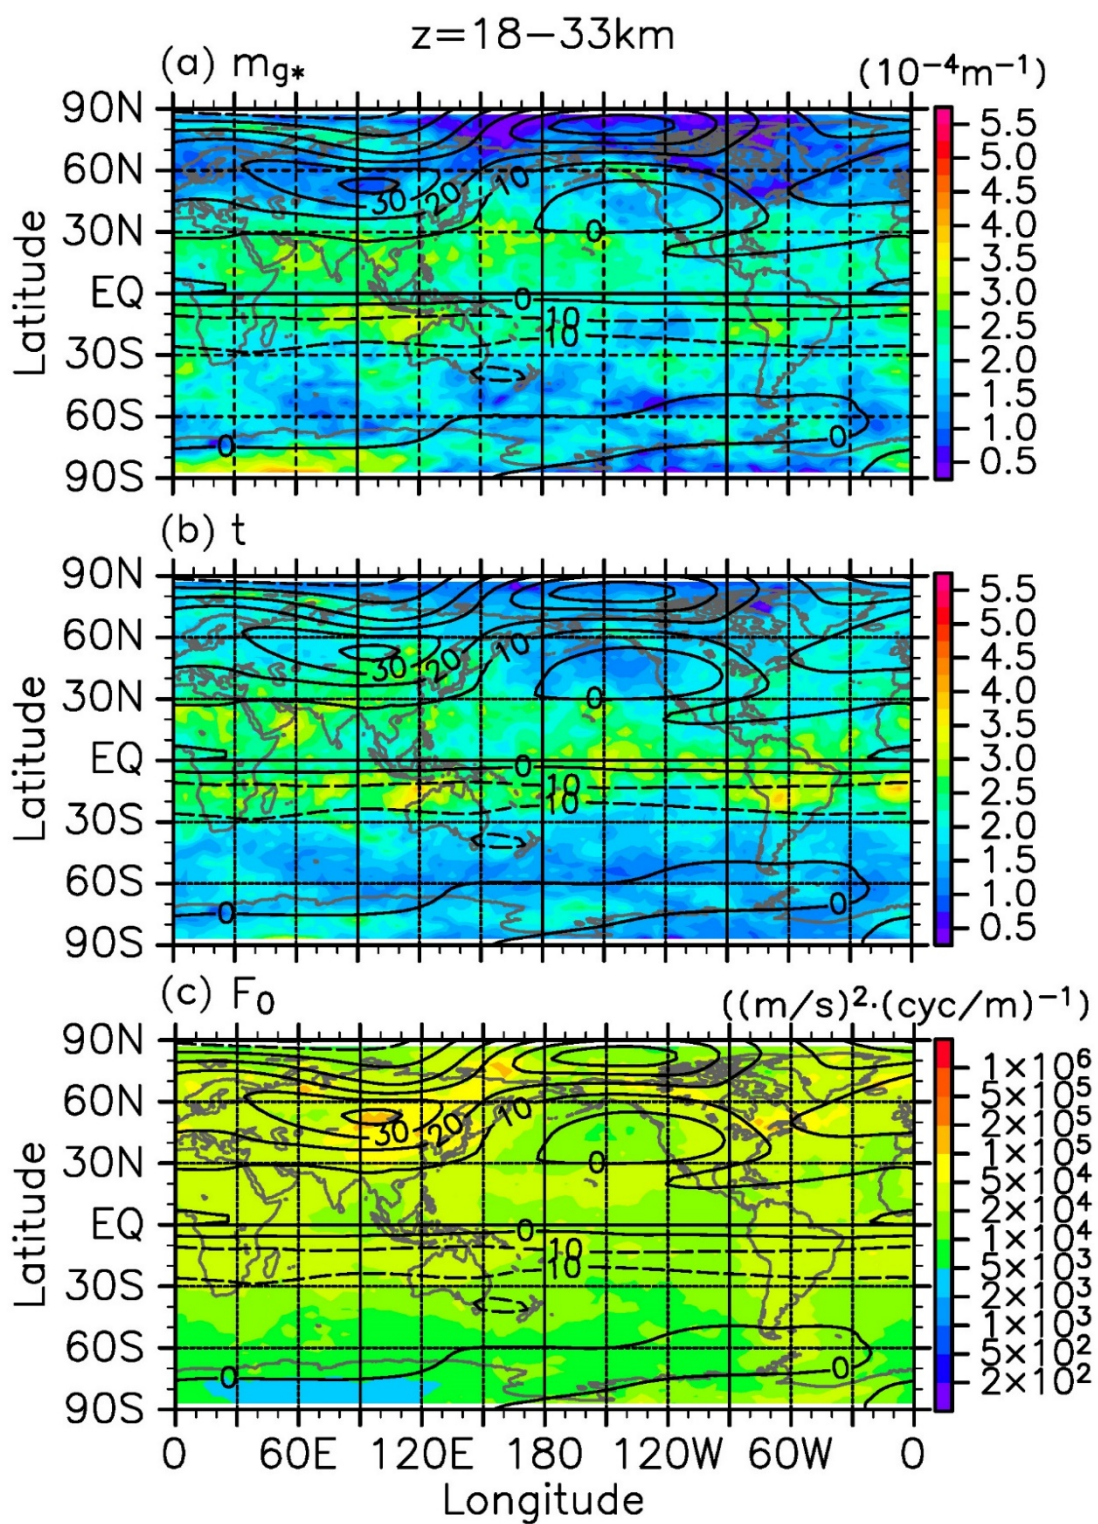 z=18−33km
(a) m_g*
(10⁻⁴m⁻¹)
90N
60N
30N
EQ
30S
60S
90S
Latitude
30
20
10
0
0
10
10
0
0
5.5
5.0
4.5
4.0
3.5
3.0
2.5
2.0
1.5
1.0
0.5
(b) t
90N
60N
30N
EQ
30S
60S
90S
Latitude
30
20
10
0
0
10
10
0
0
5.5
5.0
4.5
4.0
3.5
3.0
2.5
2.0
1.5
1.0
0.5
(c) F₀
((m/s)²·(cyc/m)⁻¹)
90N
60N
30N
EQ
30S
60S
90S
Latitude
30
20
10
0
0
10
10
0
0
1×10⁶
5×10⁵
2×10⁵
1×10⁵
5×10⁴
2×10⁴
1×10⁴
5×10³
2×10³
1×10³
5×10²
2×10²
0 60E 120E 180 120W 60W 0
Longitude